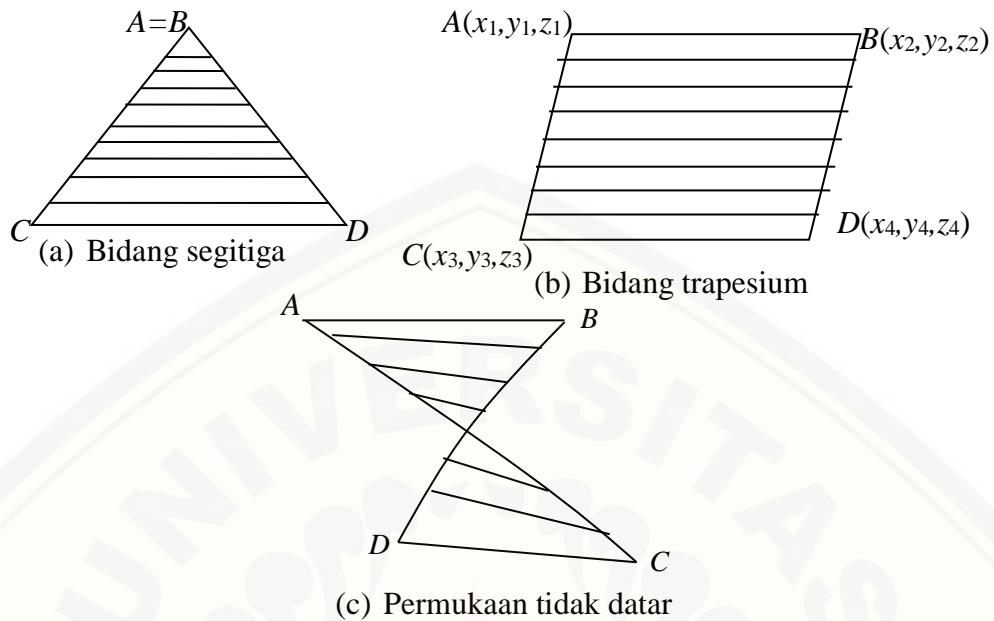 A=B
C
D
(a) Bidang segitiga
A(x₁,y₁,z₁)
B(x₂,y₂,z₂)
C(x₃,y₃,z₃)
D(x₄,y₄,z₄)
(b) Bidang trapesium
A
B
D
C
(c) Permukaan tidak datar
UNIVERSITAS